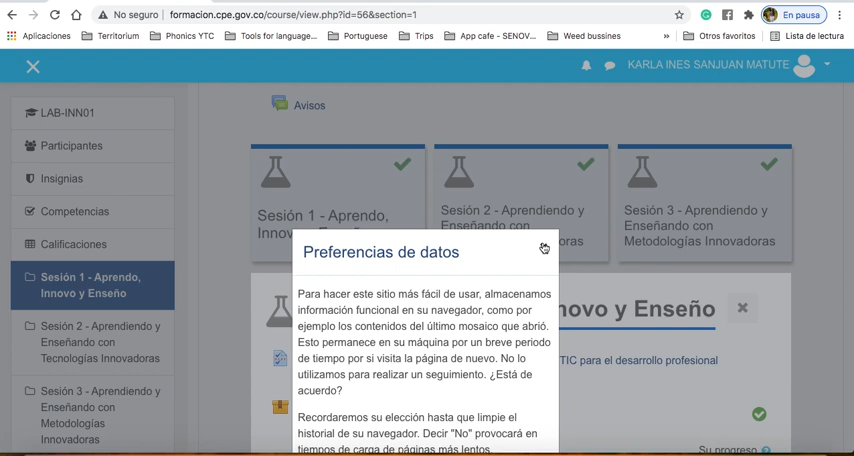 No seguro | formacion.cpe.gov.co/course/view.php?id=56&section=1
En pausa
Aplicaciones Territorium Phonics YTC Tools for language... Portuguese Trips App cafe - SENOV... Weed bussines » Otros favoritos Lista de lectura
KARLA INES SANJUAN MATUTE
LAB-INN01
Participantes
Insignias
Competencias
Calificaciones
Sesión 1 - Aprendo,
Innovo y Enseño
Sesión 2 - Aprendiendo y
Enseñando con
Tecnologías Innovadoras
Sesión 3 - Aprendiendo y
Enseñando con
Metodologías
Innovadoras
Avisos
Sesión 1 - Aprendo,
Sesión 2 - Aprendiendo y
Enseñando con
Sesión 3 - Aprendiendo y
Enseñando con
Metodologías Innovadoras
Preferencias de datos
Para hacer este sitio más fácil de usar, almacenamos
información funcional en su navegador, como por
ejemplo los contenidos del último mosaico que abrió.
Esto permanece en su máquina por un breve periodo
de tiempo por si visita la página de nuevo. No lo
utilizamos para realizar un seguimiento. ¿Está de
acuerdo?
Recordaremos su elección hasta que limpie el
historial de su navegador. Decir "No" provocará en
tiempos de carga de páginas más lentos.
novo y Enseño
TIC para el desarrollo profesional
Su progreso